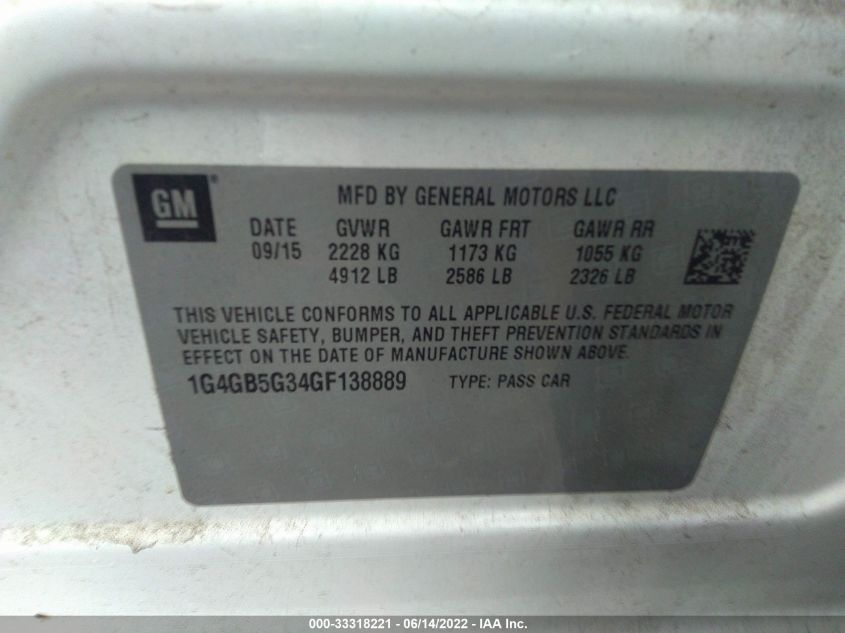 GM ®
MFD BY GENERAL MOTORS LLC
DATE GVWR GAWR FRT GAWR RR
09/15 2228 KG 1173 KG 1055 KG
4912 LB 2586 LB 2326 LB
THIS VEHICLE CONFORMS TO ALL APPLICABLE U.S. FEDERAL MOTOR
VEHICLE SAFETY, BUMPER, AND THEFT PREVENTION STANDARDS IN
EFFECT ON THE DATE OF MANUFACTURE SHOWN ABOVE.
1G4GB5G34GF138889 TYPE: PASS CAR
000-33318221 - 06/14/2022 - IAA Inc.